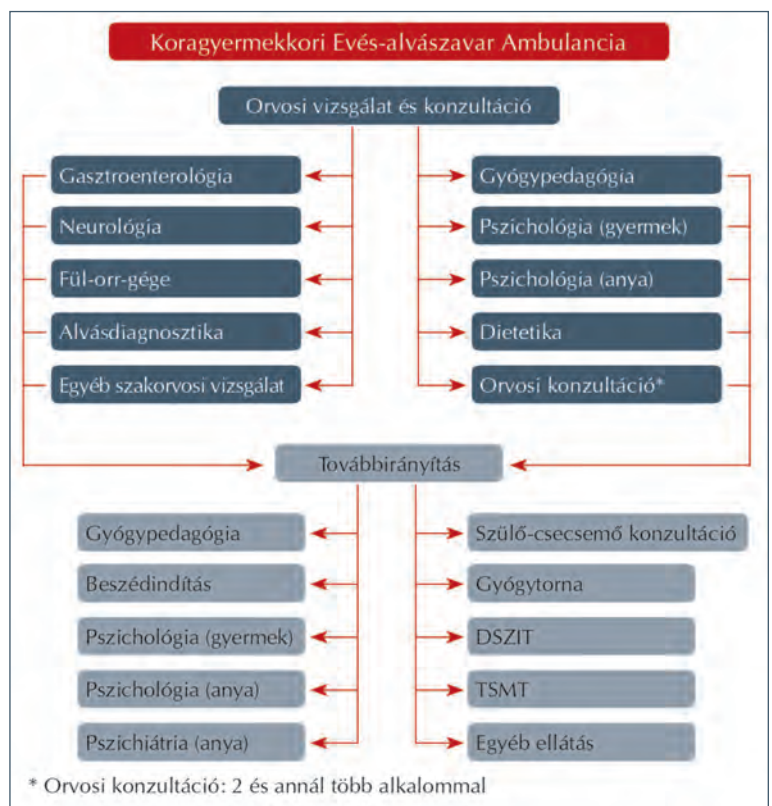 Koragyermekkori Evés-alvászavar Ambulancia
Orvosi vizsgálat és konzultáció
Gasztroenterológia
Neurológia
Fül-orr-gége
Alvásdiagnosztika
Egyéb szakorvosi vizsgálat
Gyógypedagógia
Pszichológia (gyermek)
Pszichológia (anya)
Dietetika
Orvosi konzultáció*
Továbbirányítás
Gyógypedagógia
Beszédindítás
Pszichológia (gyermek)
Pszichológia (anya)
Pszichiátria (anya)
Szülő-csecsemő konzultáció
Gyógytorna
DSZIT
TSMT
Egyéb ellátás
* Orvosi konzultáció: 2 és annál több alkalommal